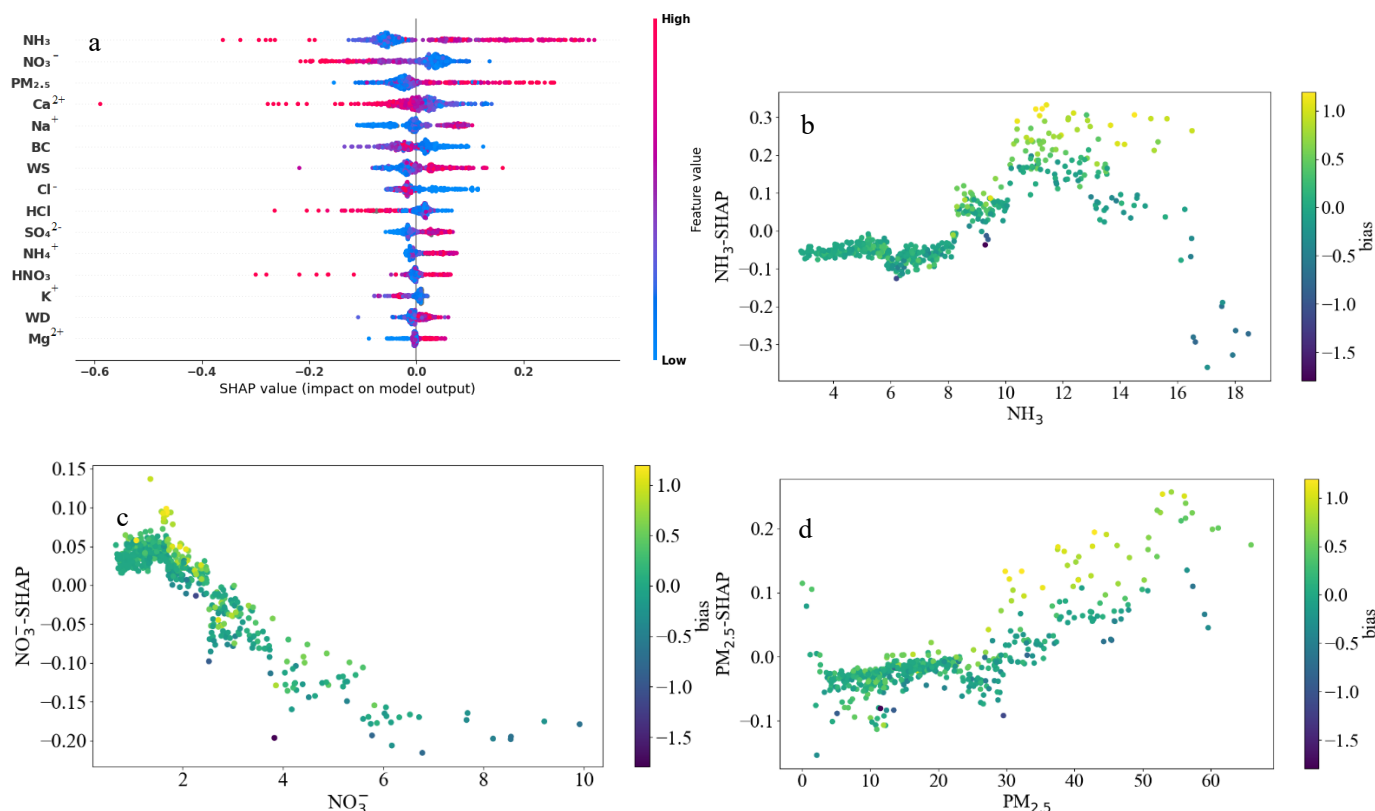 a
High
NH₃
NO₃⁻
PM₂.₅
Ca²⁺
Na⁺
BC
WS
Cl⁻
HCl
SO₄²⁻
NH₄⁺
HNO₃
K⁺
WD
Mg²⁺
Low
Feature value
−0.6 −0.4 −0.2 0.0 0.2
SHAP value (impact on model output)
b
NH₃-SHAP
0.3
0.2
0.1
0.0
−0.1
−0.2
−0.3
4 6 8 10 12 14 16 18
NH₃
1.0
0.5
0.0
−0.5
−1.0
−1.5
bias
c
NO₃⁻-SHAP
0.15
0.10
0.05
0.00
−0.05
−0.10
−0.15
−0.20
2 4 6 8 10
NO₃⁻
1.0
0.5
0.0
−0.5
−1.0
−1.5
bias
d
PM₂.₅-SHAP
0.2
0.1
0.0
−0.1
0 10 20 30 40 50 60
PM₂.₅
1.0
0.5
0.0
−0.5
−1.0
−1.5
bias